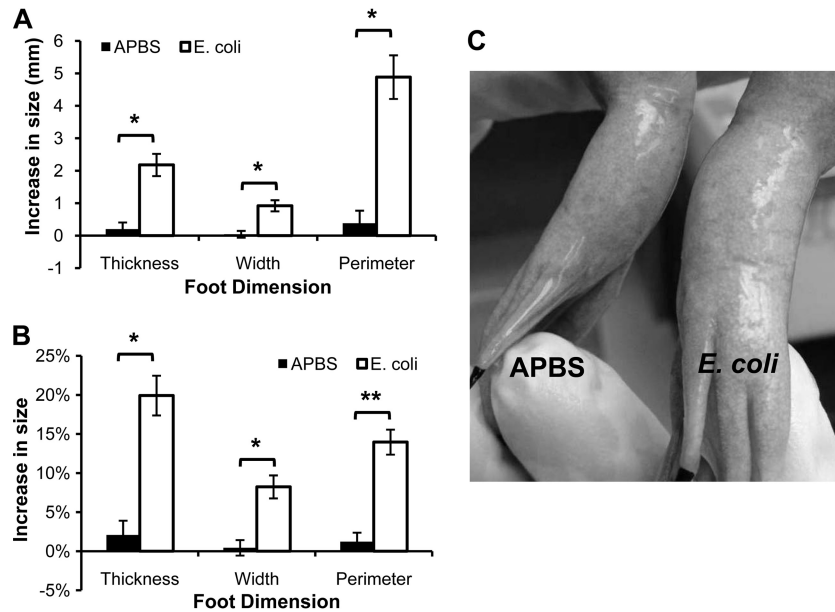 A
APBS E. coli
Increase in size (mm)
6
5
4
3
2
1
0
-1
*
*
*
Thickness Width Perimeter
Foot Dimension
B
APBS E. coli
Increase in size
25%
20%
15%
10%
5%
0%
-5%
*
*
**
Thickness Width Perimeter
Foot Dimension
C
APBS
E. coli